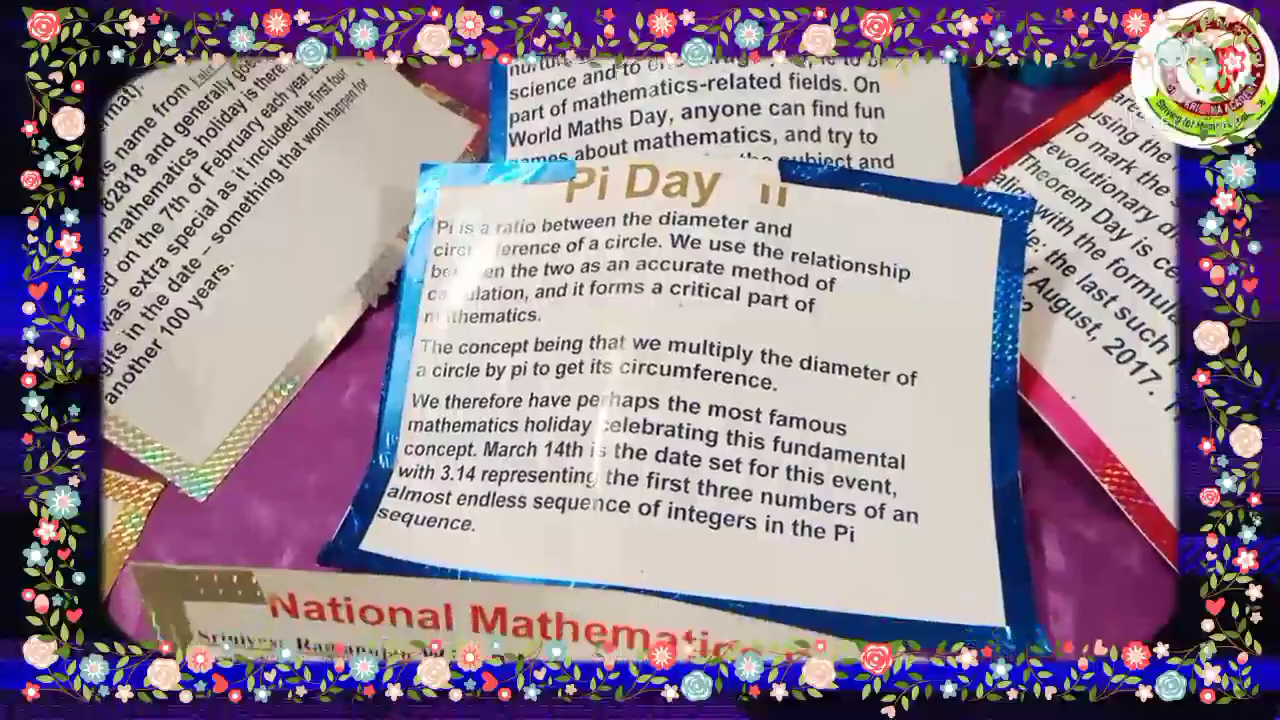 s name from
82818 and generally goe
s mathematics holiday is there.
ed on the 7th of February each year.
was extra special as it included the first four
gits in the date – something that wont happen for
another 100 years.
science and to
part of mathematics-related fields. On
World Maths Day, anyone can find fun
games about mathematics, and try to
the subject and
Pi Day
Pi is a ratio between the diameter and
circumference of a circle. We use the relationship
between the two as an accurate method of
calculation, and it forms a critical part of
mathematics.
The concept being that we multiply the diameter of
a circle by pi to get its circumference.
We therefore have perhaps the most famous
mathematics holiday celebrating this fundamental
concept. March 14th is the date set for this event,
with 3.14 representing the first three numbers of an
almost endless sequence of integers in the Pi
sequence.
using the
To mark the
revolutionary
Theorem Day is ce
with the formul
: the last such
August, 2017.
National Mathematics